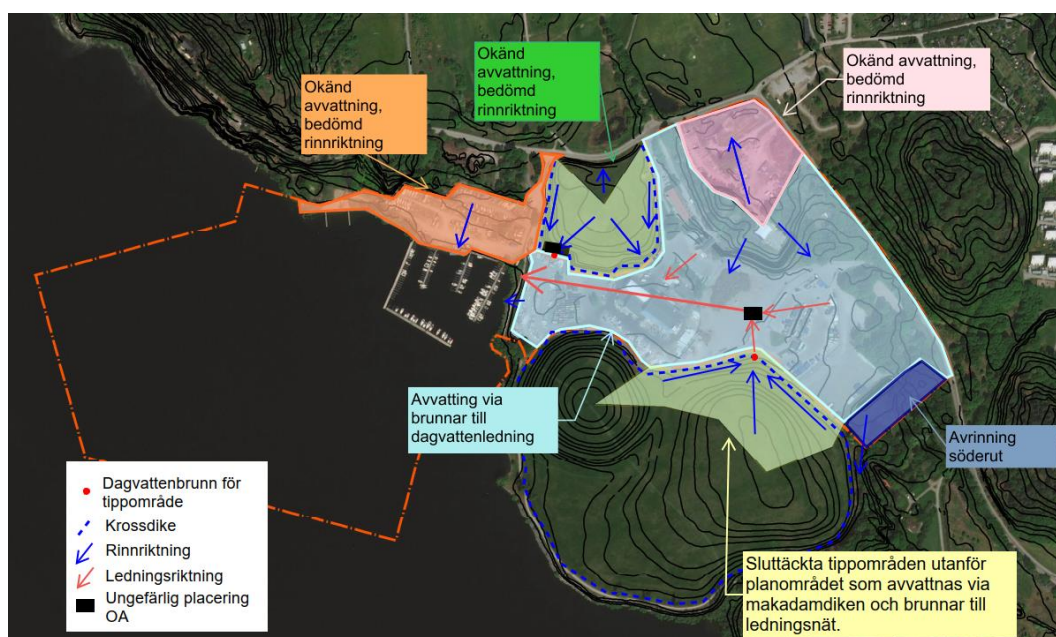 Okänd
avvattning,
bedömd
rinnriktning
Okänd
avvattning,
bedömd
rinnriktning
Okänd avvattning,
bedömd
rinnriktning
Avvatting via
brunnar till
dagvattenledning
Avrinning
söderut
Dagvattenbrunn för
tippområde
Krossdike
Rinnriktning
Ledningsriktning
Ungefärlig placering
OA
Sluttäckta tippområden utanför
planområdet som avvattnas via
makadamdiken och brunnar till
ledningsnät.